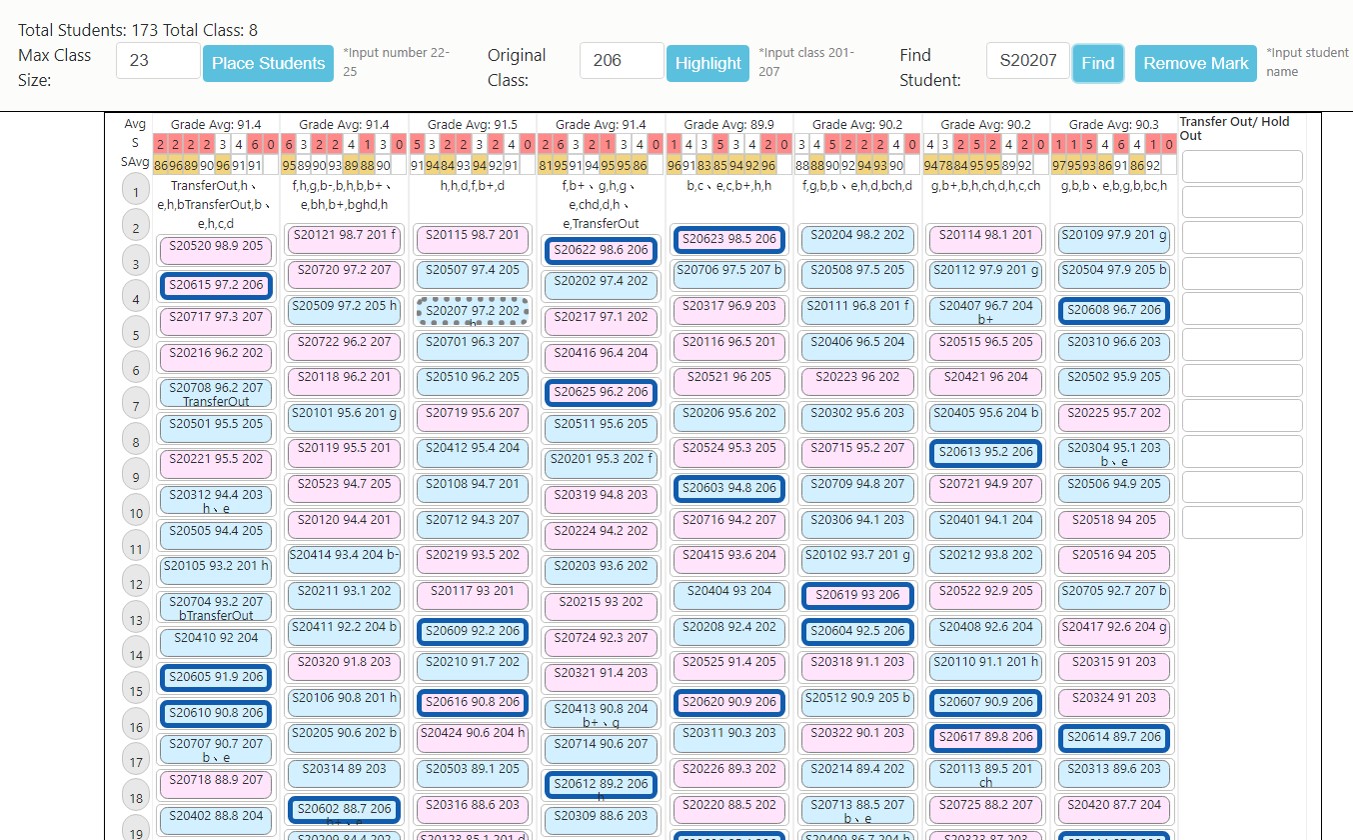 Total Students: 173 Total Class: 8
Max Class Size: 23 Place Students *Input number 22-25
Original Class: 206 Highlight *Input class 201-207
Find Student: S20207 Find Remove Mark *Input student name
Avg Grade Avg: 91.4 Grade Avg: 91.4 Grade Avg: 91.5 Grade Avg: 91.4 Grade Avg: 89.9 Grade Avg: 90.2 Grade Avg: 90.2 Grade Avg: 90.3 Transfer Out/ Hold Out
S 2 2 2 2 3 4 6 0 6 3 2 2 4 1 3 0 5 2 2 3 2 4 3 0 2 6 3 2 1 3 4 0 1 4 3 5 3 4 2 0 3 4 5 2 2 2 4 0 4 3 2 3 4 2 4 0 1 1 5 4 6 4 1 0
SAvg 86 96 89 90 96 91 91 95 89 90 93 89 88 90 91 94 84 93 94 92 91 81 95 91 94 95 95 86 96 91 83 85 94 92 96 88 88 90 92 94 93 90 94 78 84 95 95 89 92 97 95 93 86 91 86 92
TransferOut,h、e,h,bTransferOut,b、e,h,c,d
f,h,g,b-,b,h,b,b+、e,bh,b+,bghd,h
h,h,d,f,b+,d
f,b+、g,h,g、e,chd,d,h、e,TransferOut
b,c、e,c,b+,h,h
f,g,b,b、e,h,d,bch,d
g,b+,b,h,ch,d,h,c,ch
g,b,b、e,b,g,b,bc,h
1
2
3
4
5
6
7
8
9
10
11
12
13
14
15
16
17
18
19
S20520 98.9 205
S20615 97.2 206
S20717 97.3 207
S20216 96.2 202
S20708 96.2 207
TransferOut
S20501 95.5 205
S20221 95.5 202
S20312 94.4 203
h、e
S20505 94.4 205
S20105 93.2 201 h
S20704 93.2 207
bTransferOut
S20410 92 204
S20605 91.9 206
S20610 90.8 206
S20707 90.7 207
b、e
S20718 88.9 207
S20402 88.8 204
S20121 98.7 201 f
S20720 97.2 207
S20509 97.2 205 h
S20722 96.2 207
S20118 96.2 201
S20101 95.6 201 g
S20119 95.5 201
S20523 94.7 205
S20120 94.4 201
S20414 93.4 204 b-
S20211 93.1 202
S20411 92.2 204 b
S20320 91.8 203
S20106 90.8 201 h
S20205 90.6 202 b
S20314 89 203
S20602 88.7 206
b+、e
S20209 84.4 202
S20115 98.7 201
S20507 97.4 205
S20207 97.2 202
h
S20701 96.3 207
S20510 96.2 205
S20719 95.6 207
S20412 95.4 204
S20108 94.7 201
S20712 94.3 207
S20219 93.5 202
S20117 93 201
S20609 92.2 206
S20210 91.7 202
S20616 90.8 206
S20424 90.6 204 h
S20503 89.1 205
S20316 88.6 203
S20123 85.1 201 d
S20622 98.6 206
S20202 97.4 202
S20217 97.1 202
S20416 96.4 204
S20625 96.2 206
S20511 95.6 205
S20201 95.3 202 f
S20319 94.8 203
S20224 94.2 202
S20203 93.6 202
S20215 93 202
S20724 92.3 207
S20321 91.4 203
S20413 90.8 204
b+、g
S20714 90.6 207
S20612 89.2 206
h
S20309 88.6 203
S20623 98.5 206
S20706 97.5 207 b
S20317 96.9 203
S20116 96.5 201
S20521 96 205
S20206 95.6 202
S20524 95.3 205
S20603 94.8 206
S20716 94.2 207
S20415 93.6 204
S20404 93 204
S20208 92.4 202
S20525 91.4 205
S20620 90.9 206
S20311 90.3 203
S20226 89.3 202
S20220 88.5 202
S20204 98.2 202
S20508 97.5 205
S20111 96.8 201 f
S20406 96.5 204
S20223 96 202
S20302 95.6 203
S20715 95.2 207
S20709 94.8 207
S20306 94.1 203
S20102 93.7 201 g
S20619 93 206
S20604 92.5 206
S20318 91.1 203
S20512 90.9 205 b
S20322 90.1 203
S20214 89.4 202
S20713 88.5 207
b、e
S20409 86.7 204 h
S20114 98.1 201
S20112 97.9 201 g
S20407 96.7 204
b+
S20515 96.5 205
S20421 96 204
S20405 95.6 204 b
S20613 95.2 206
S20721 94.9 207
S20401 94.1 204
S20212 93.8 202
S20522 92.9 205
S20408 92.6 204
S20110 91.1 201 h
S20607 90.9 206
S20617 89.8 206
S20113 89.5 201
ch
S20725 88.2 207
S20323 87 203
S20109 97.9 201 g
S20504 97.9 205 b
S20608 96.7 206
S20310 96.6 203
S20502 95.9 205
S20225 95.7 202
S20304 95.1 203
b、e
S20506 94.9 205
S20518 94 205
S20516 94 205
S20705 92.7 207 b
S20417 92.6 204 g
S20315 91 203
S20324 91 203
S20614 89.7 206
S20313 89.6 203
S20420 87.7 204